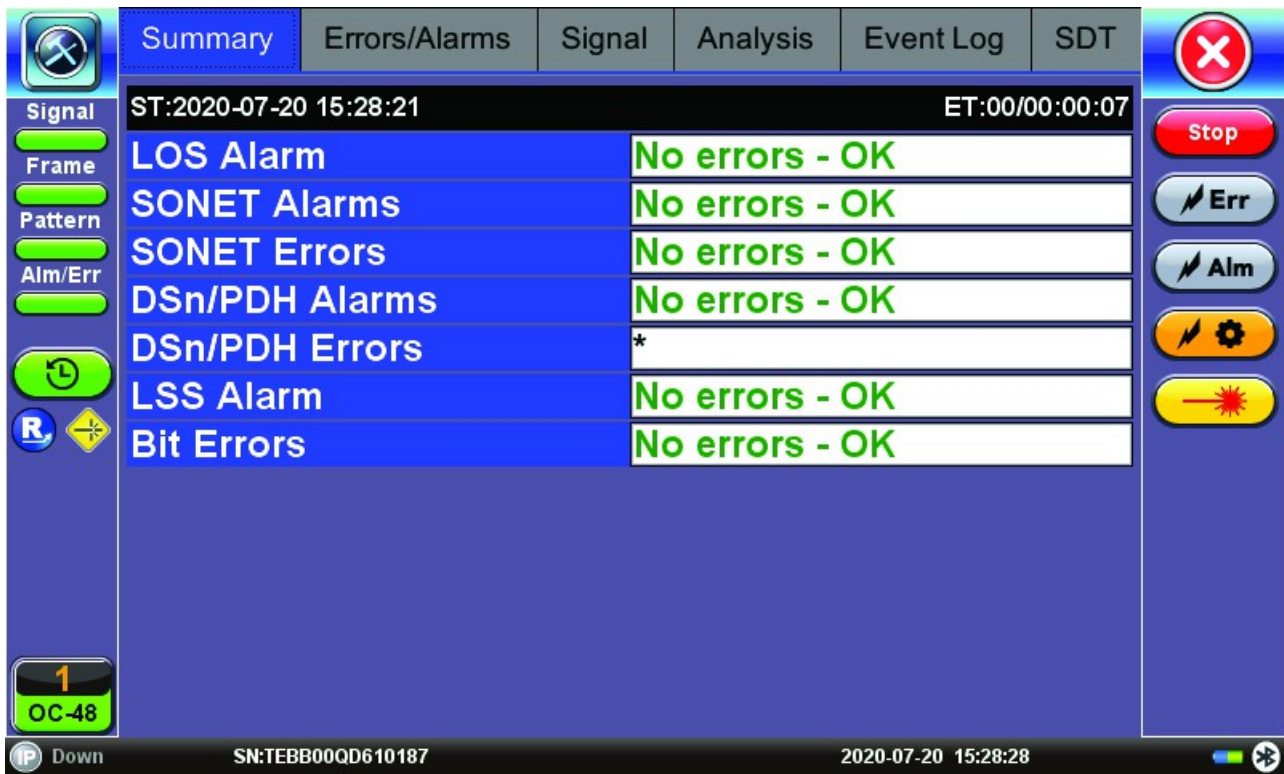 Summary Errors/Alarms Signal Analysis Event Log SDT
ST:2020-07-20 15:28:21 ET:00/00:00:07
Signal
Frame
Pattern
Alm/Err
LOS Alarm No errors - OK
SONET Alarms No errors - OK
SONET Errors No errors - OK
DSn/PDH Alarms No errors - OK
DSn/PDH Errors *
LSS Alarm No errors - OK
Bit Errors No errors - OK
Stop
Err
Alm
R
1
OC-48
IP Down SN:TEBB00QD610187 2020-07-20 15:28:28